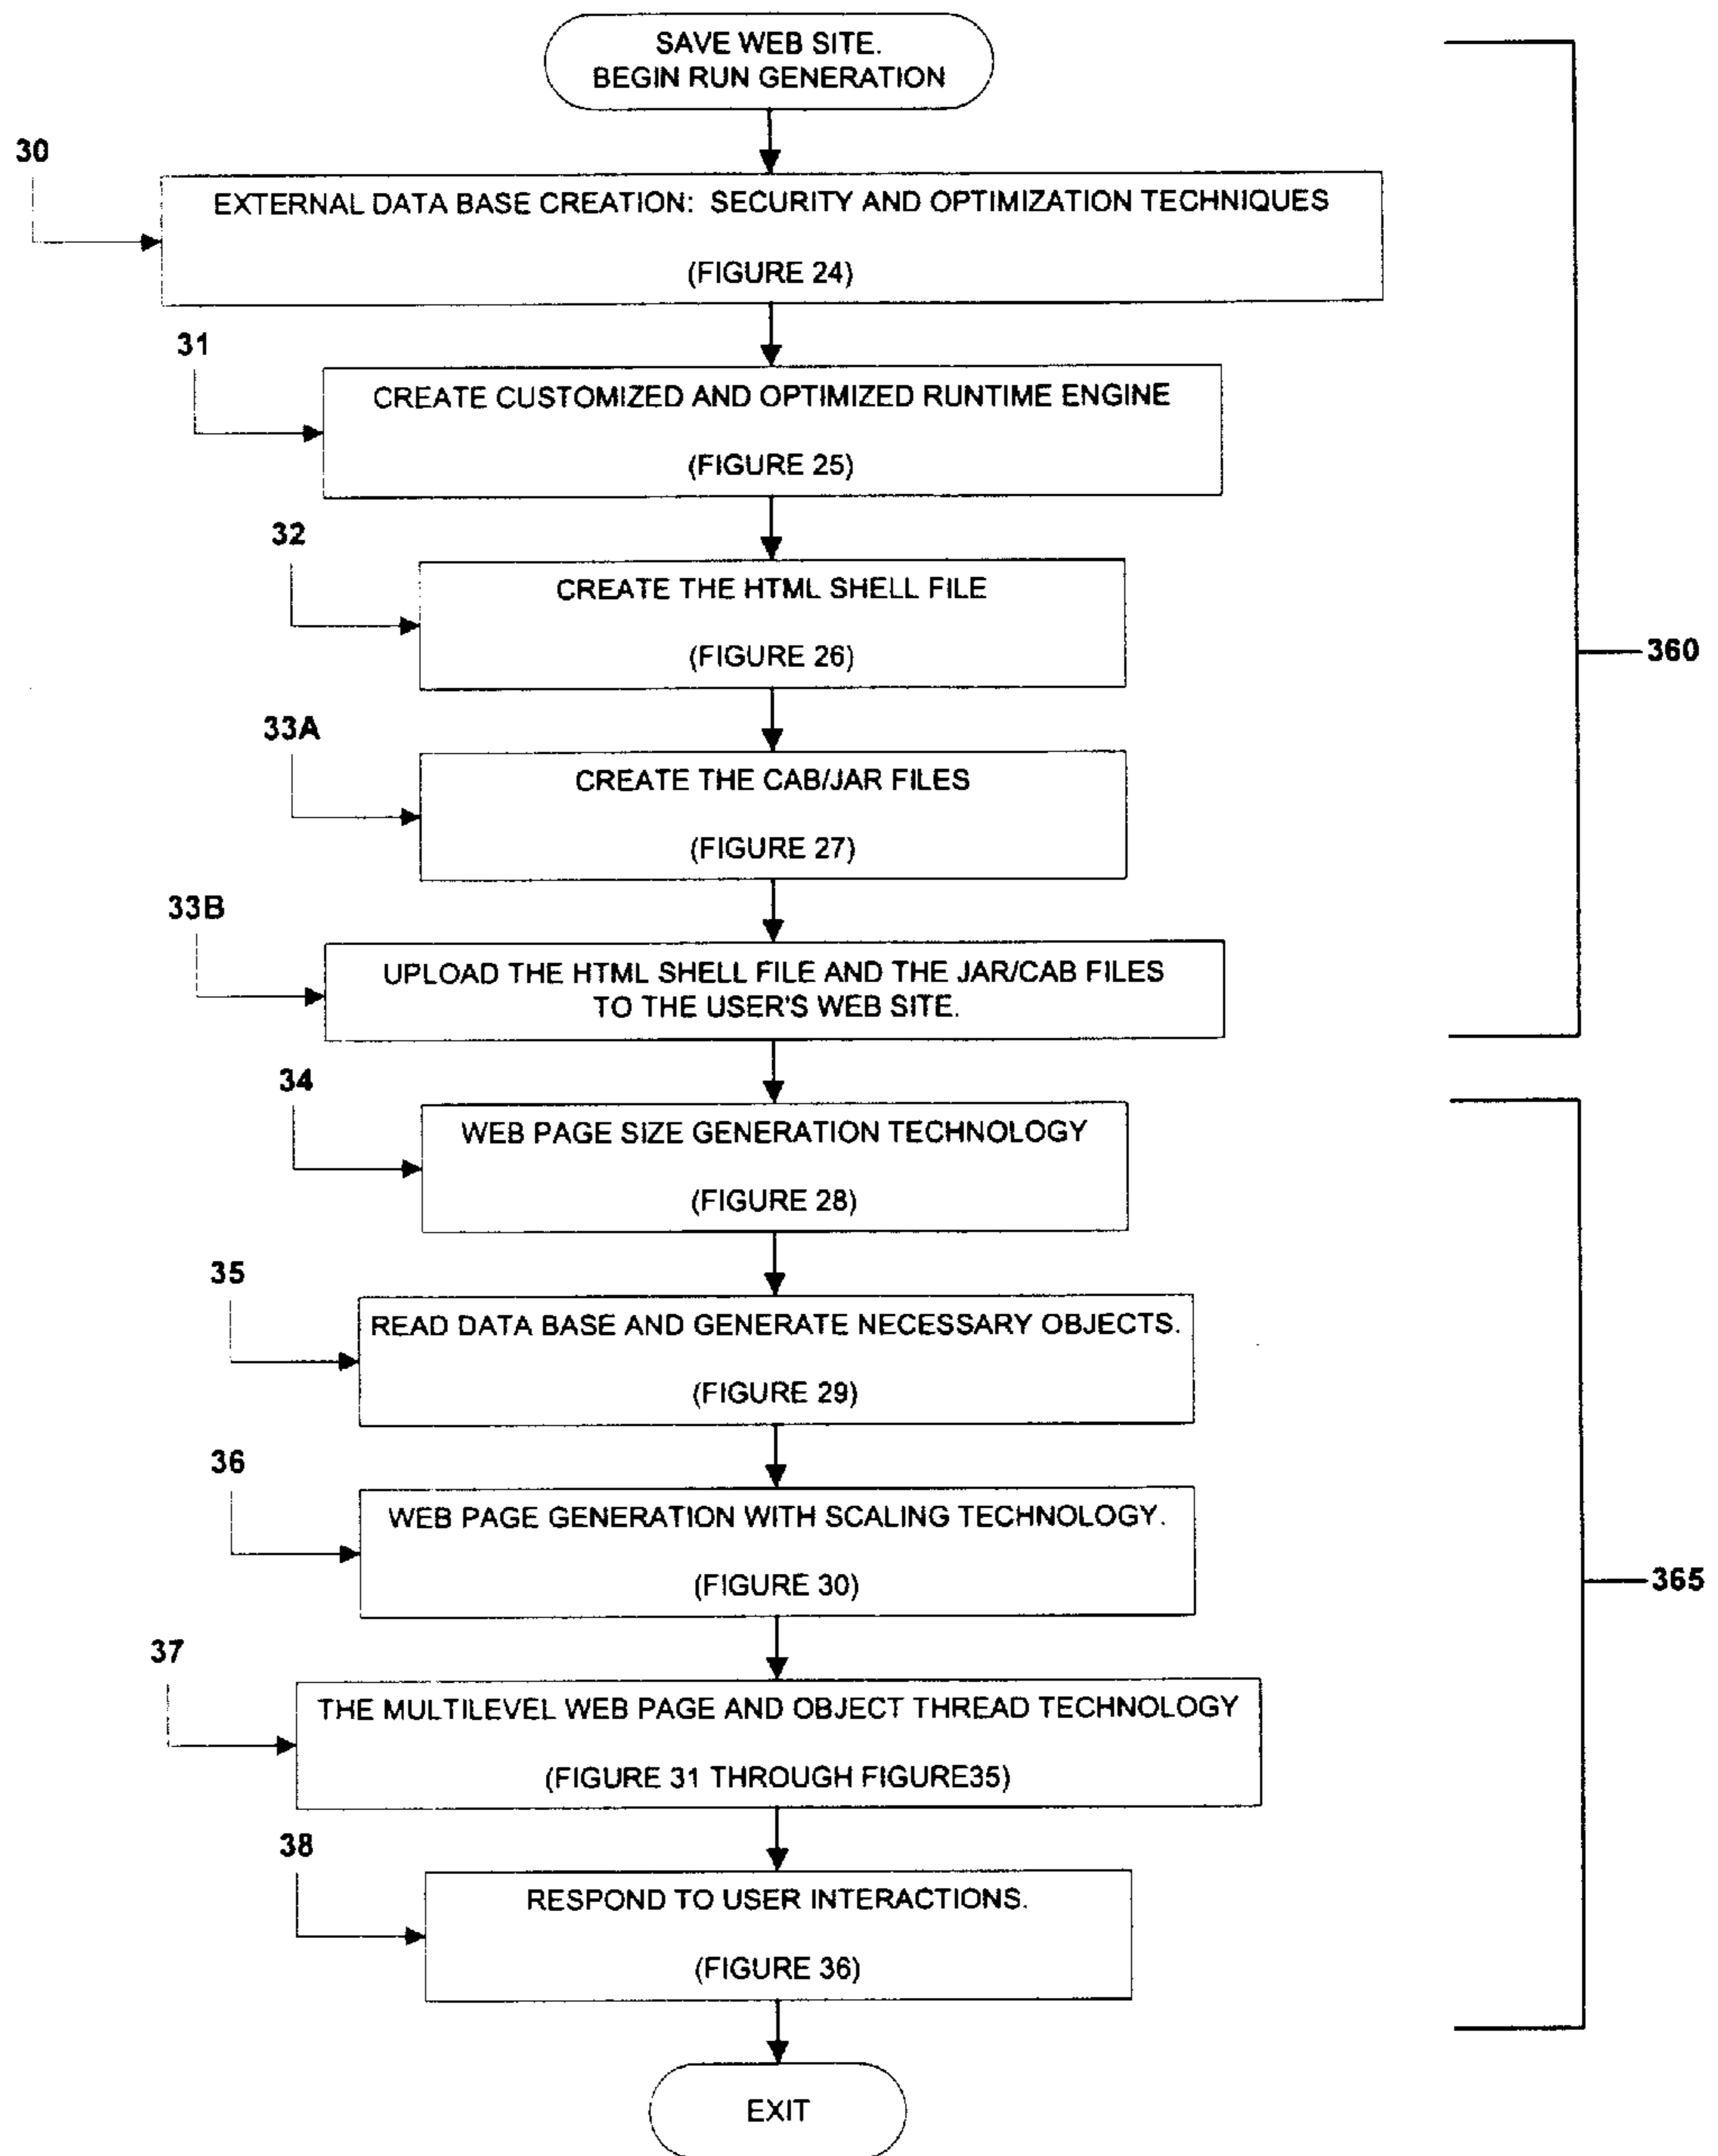 SAVE WEB SITE.
BEGIN RUN GENERATION
30
EXTERNAL DATA BASE CREATION: SECURITY AND OPTIMIZATION TECHNIQUES
(FIGURE 24)
31
CREATE CUSTOMIZED AND OPTIMIZED RUNTIME ENGINE
(FIGURE 25)
32
CREATE THE HTML SHELL FILE
(FIGURE 26)
360
33A
CREATE THE CAB/JAR FILES
(FIGURE 27)
33B
UPLOAD THE HTML SHELL FILE AND THE JAR/CAB FILES
TO THE USER'S WEB SITE.
34
WEB PAGE SIZE GENERATION TECHNOLOGY
(FIGURE 28)
35
READ DATA BASE AND GENERATE NECESSARY OBJECTS.
(FIGURE 29)
36
WEB PAGE GENERATION WITH SCALING TECHNOLOGY.
(FIGURE 30)
365
37
THE MULTILEVEL WEB PAGE AND OBJECT THREAD TECHNOLOGY
(FIGURE 31 THROUGH FIGURE35)
38
RESPOND TO USER INTERACTIONS.
(FIGURE 36)
EXIT